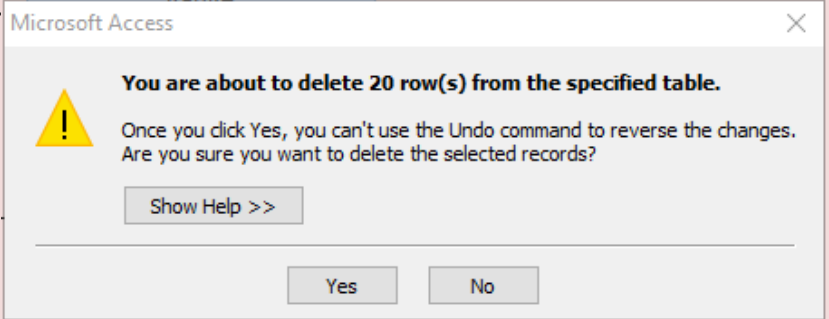 Microsoft Access
You are about to delete 20 row(s) from the specified table.
Once you click Yes, you can't use the Undo command to reverse the changes.
Are you sure you want to delete the selected records?
Show Help >>
Yes
No